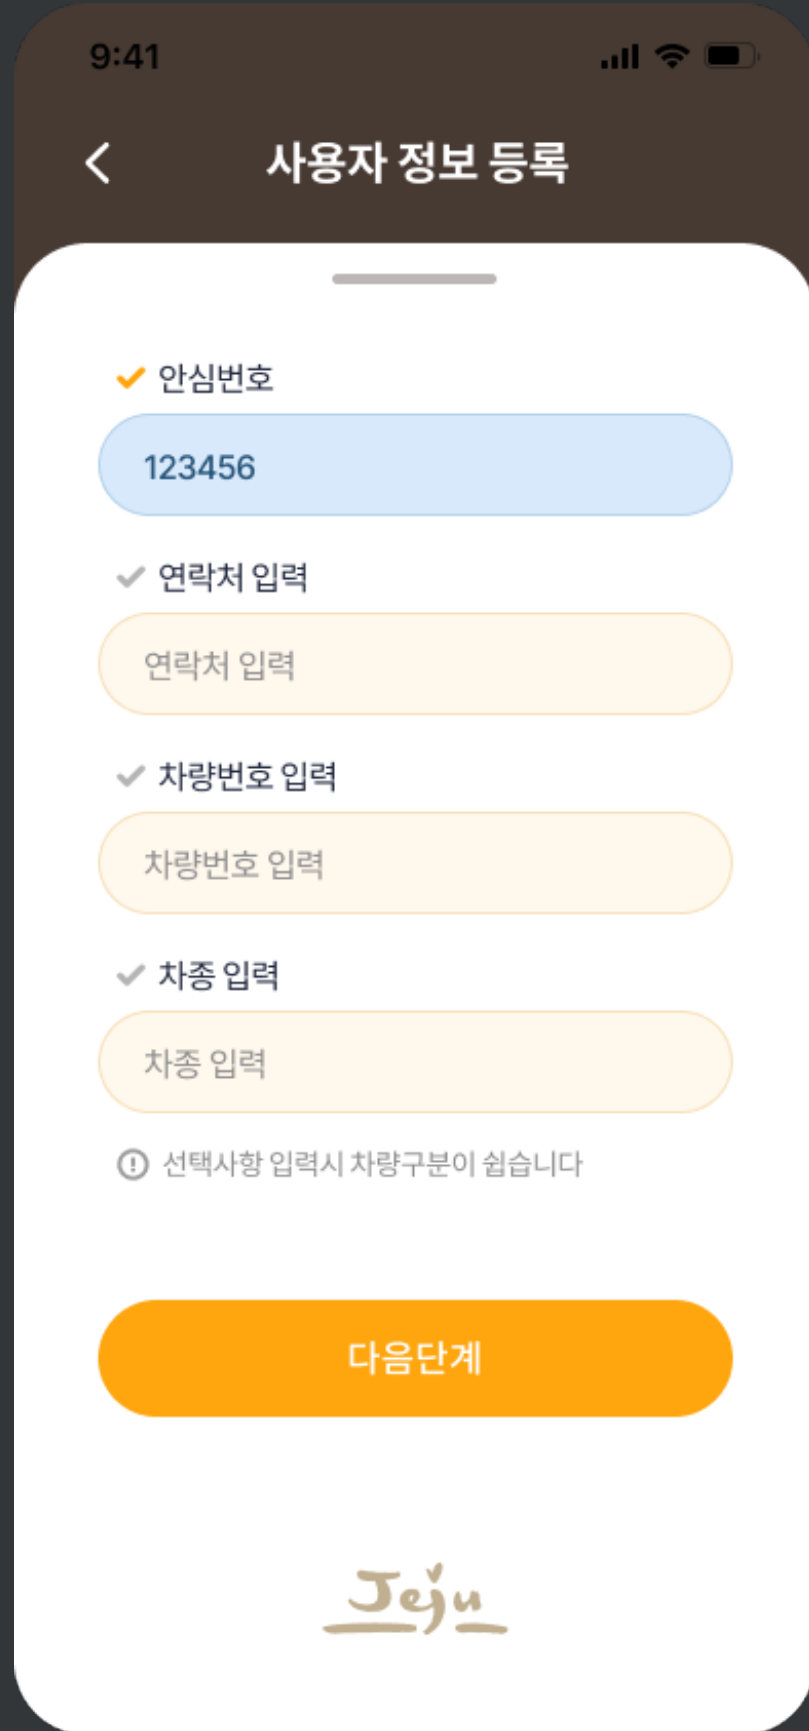 9:41
사용자 정보 등록
안심번호
123456
연락처 입력
연락처 입력
차량번호 입력
차량번호 입력
차종 입력
차종 입력
선택사항 입력시 차량구분이 쉽습니다
다음단계
Jeju